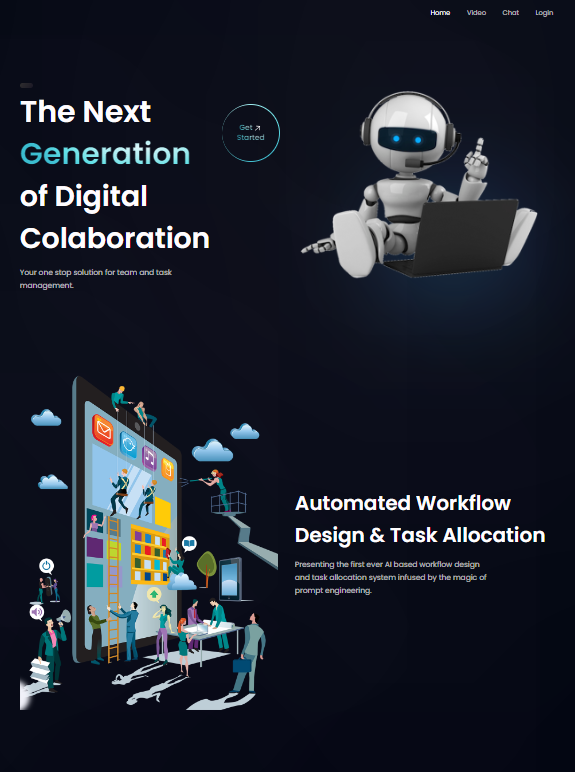 Home Video Chat Login
The Next
Generation
of Digital
Colaboration
Get ↗
Started
Your one stop solution for team and task
management.
Automated Workflow
Design & Task Allocation
Presenting the first ever AI based workflow design
and task allocation system infused by the magic of
prompt engineering.